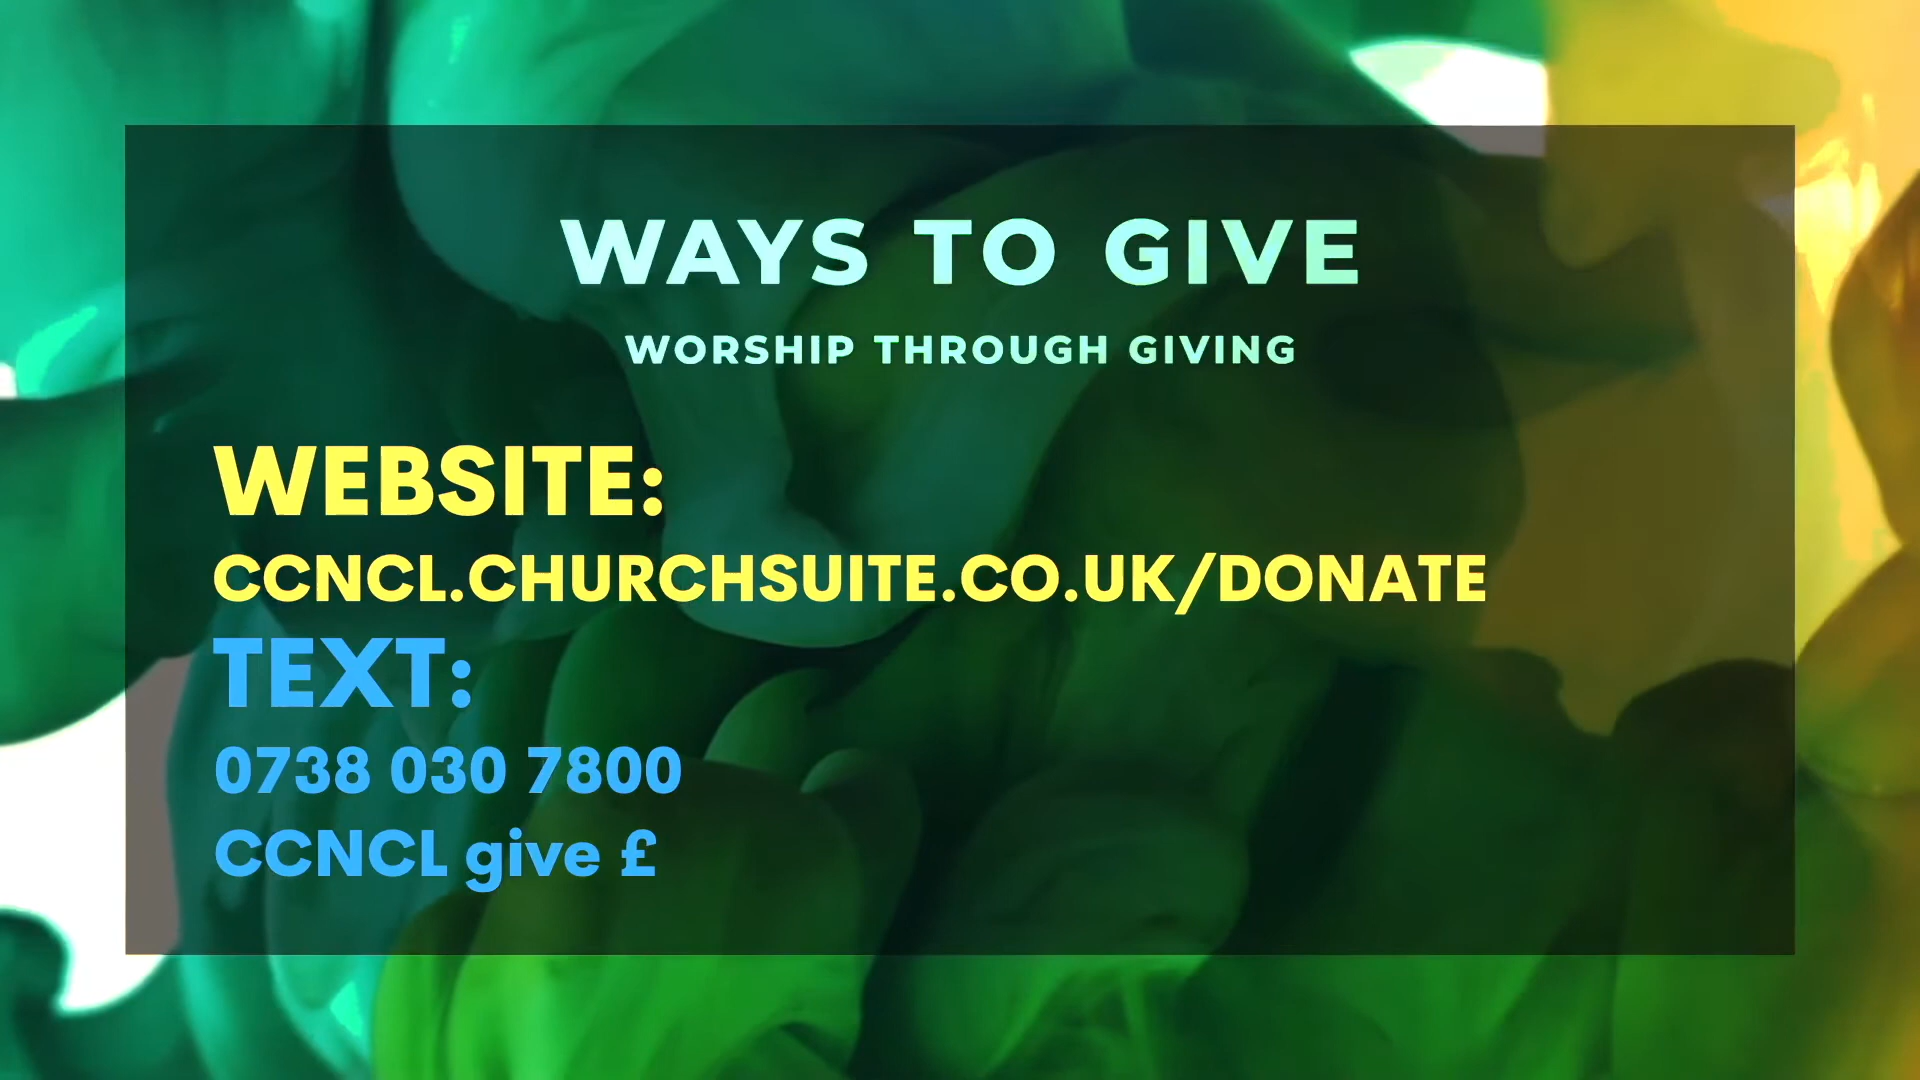 WAYS TO GIVE
WORSHIP THROUGH GIVING
WEBSITE:
CCNCL.CHURCHSUITE.CO.UK/DONATE
TEXT:
0738 030 7800
CCNCL give £